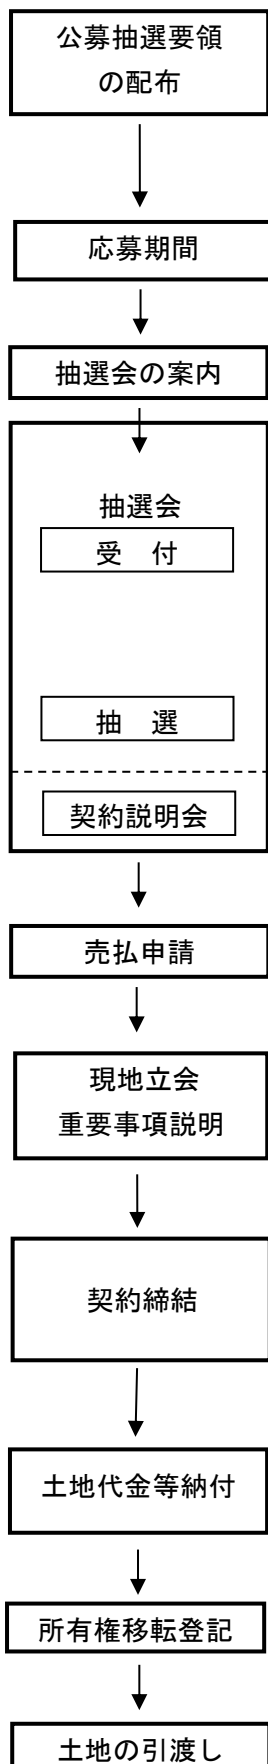 公募抽選要領
の配布
応募期間
抽選会の案内
抽選会
受　付
抽　選
契約説明会
売払申請
現地立会
重要事項説明
契約締結
土地代金等納付
所有権移転登記
土地の引渡し